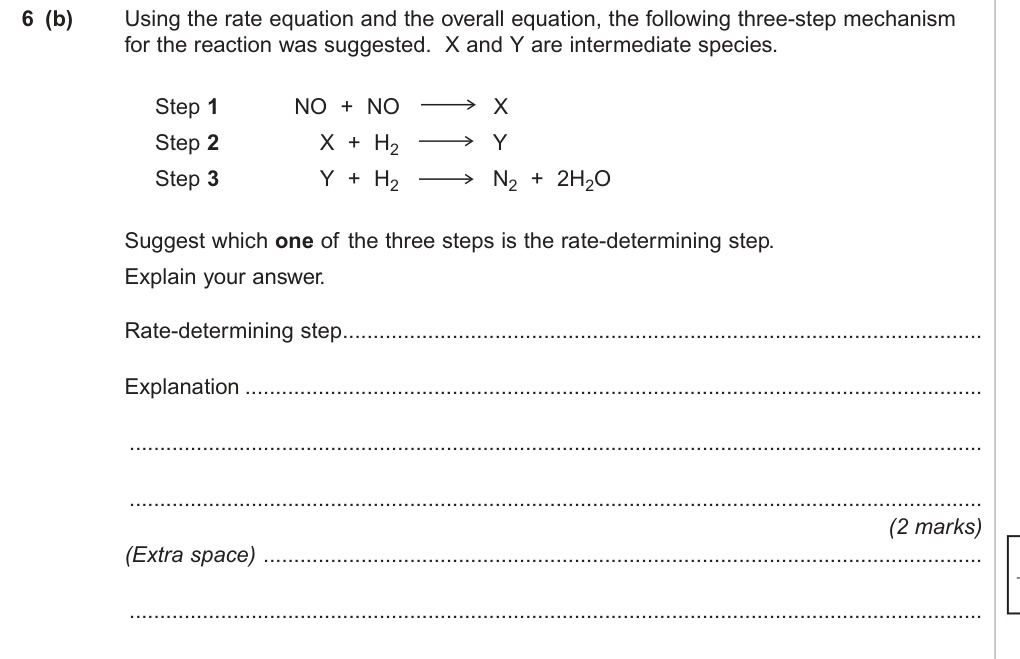 6 (b) Using the rate equation and the overall equation, the following three-step mechanism
for the reaction was suggested. X and Y are intermediate species.
Step 1 NO + NO ⟶ X
Step 2 X + H₂ ⟶ Y
Step 3 Y + H₂ ⟶ N₂ + 2H₂O
Suggest which one of the three steps is the rate-determining step.
Explain your answer.
Rate-determining step..........................................................................................................
Explanation ..........................................................................................................................
(2 marks)
(Extra space) .......................................................................................................................